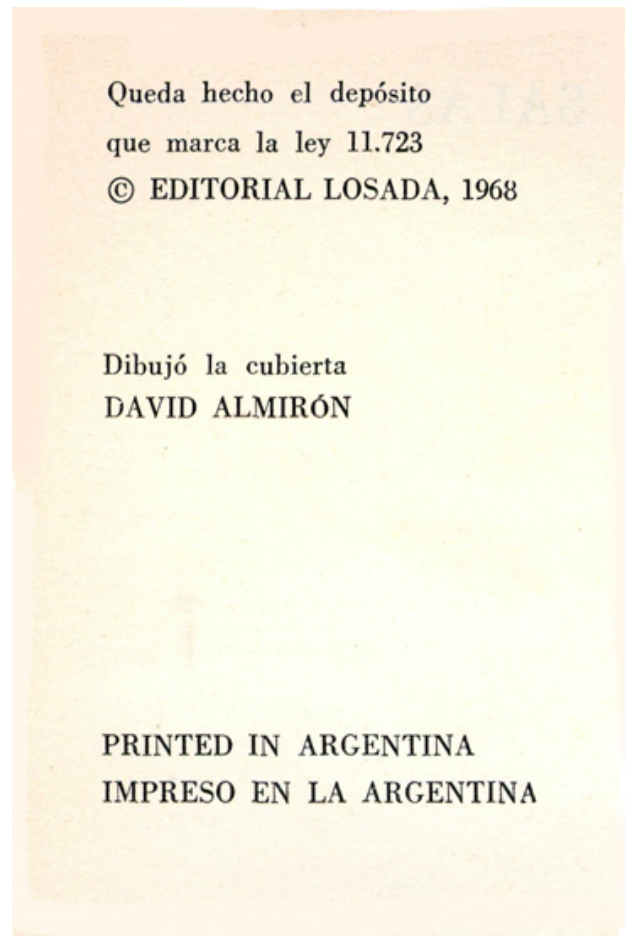 Queda hecho el depósito
que marca la ley 11.723
© EDITORIAL LOSADA, 1968
Dibujó la cubierta
DAVID ALMIRÓN
PRINTED IN ARGENTINA
IMPRESO EN LA ARGENTINA